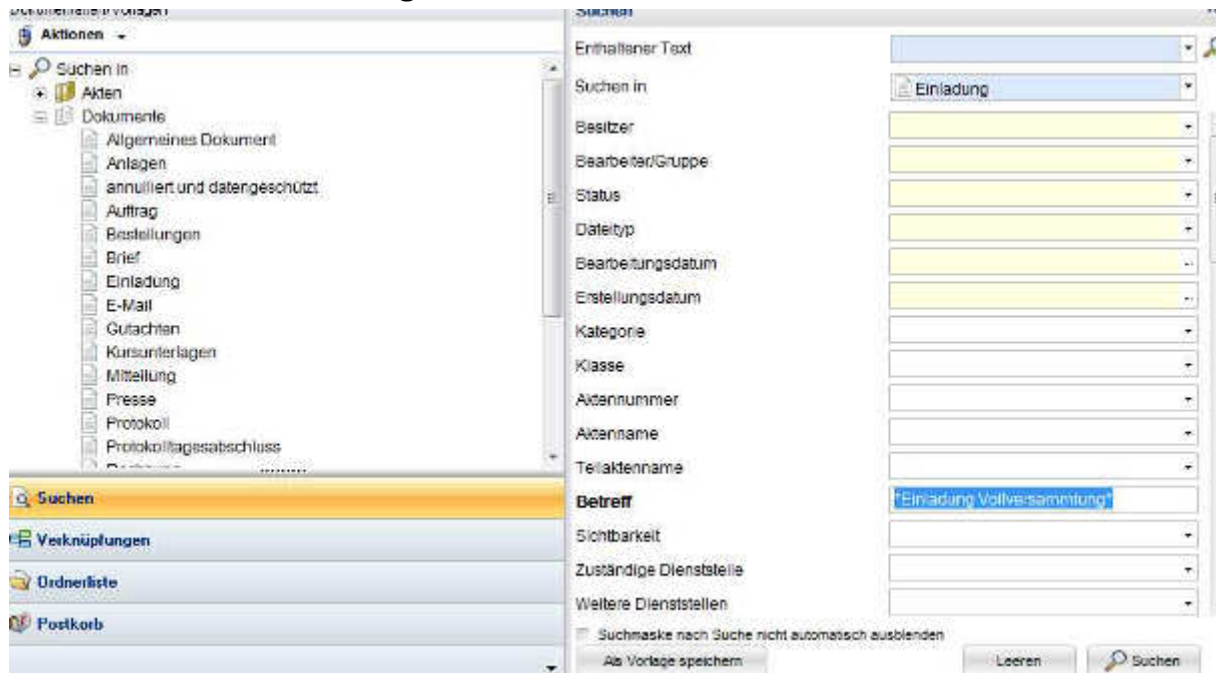 Aktionen
Suchen in
Akten
Dokumente
Allgemeines Dokument
Anlagen
annulliert und datengeschützt
Auftrag
Bestellungen
Brief
Einladung
E-Mail
Gutachten
Kursunterlagen
Mitteilung
Presse
Protokoll
Protokolltagesabschluss
Suchen
Verknüpfungen
Ordnerliste
Postkorb
Suchen
Enthaltener Text
Suchen in Einladung
Besitzer
Bearbeiter/Gruppe
Status
Dateityp
Bearbeitungsdatum
Erstellungsdatum
Kategorie
Klasse
Aktennummer
Aktenname
Teilaktenname
Betreff *Einladung Vollversammlung*
Sichtbarkeit
Zuständige Dienststelle
Weitere Dienststellen
Suchmaske nach Suche nicht automatisch ausblenden
Als Vorlage speichern Leeren Suchen